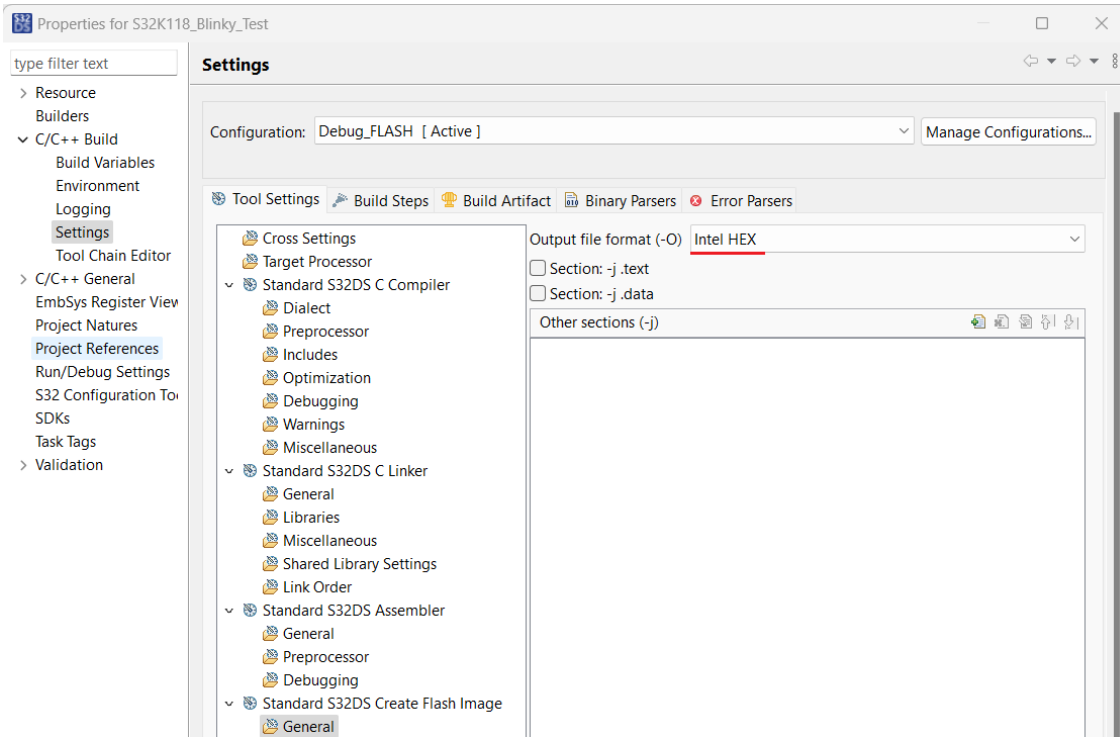 S32
DS
Properties for S32K118_Blinky_Test
type filter text
Resource
Builders
C/C++ Build
Build Variables
Environment
Logging
Settings
Tool Chain Editor
C/C++ General
EmbSys Register View
Project Natures
Project References
Run/Debug Settings
S32 Configuration To
SDKs
Task Tags
Validation
Settings
Configuration: Debug_FLASH [ Active ] Manage Configurations...
Tool Settings Build Steps Build Artifact Binary Parsers Error Parsers
Cross Settings
Target Processor
Standard S32DS C Compiler
Dialect
Preprocessor
Includes
Optimization
Debugging
Warnings
Miscellaneous
Standard S32DS C Linker
General
Libraries
Miscellaneous
Shared Library Settings
Link Order
Standard S32DS Assembler
General
Preprocessor
Debugging
Standard S32DS Create Flash Image
General
Output file format (-O) Intel HEX
Section: -j .text
Section: -j .data
Other sections (-j)